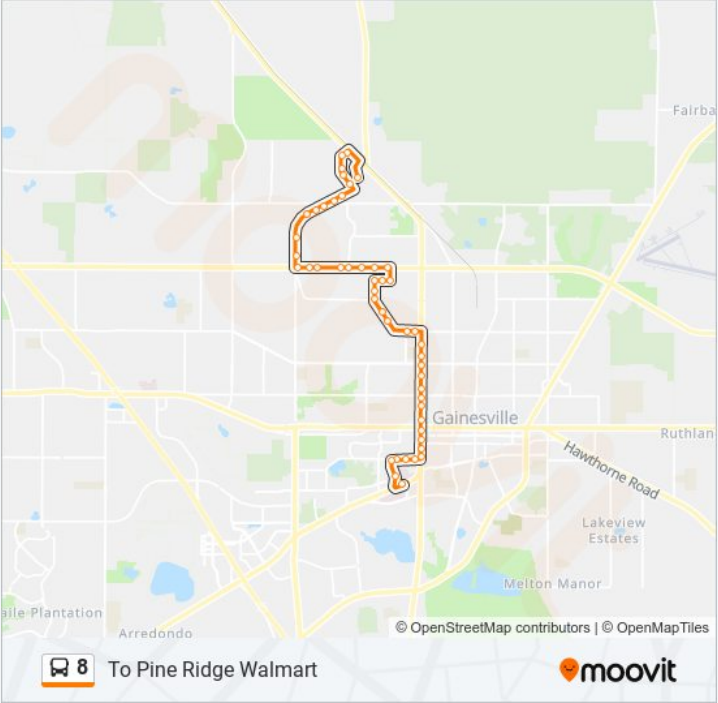 Fairba
Gainesville
Ruthlan
Hawthorne Road
Lakeview
Estates
Melton Manor
aile Plantation
Arredondo
© OpenStreetMap contributors | © OpenMapTiles
8 To Pine Ridge Walmart
moovit